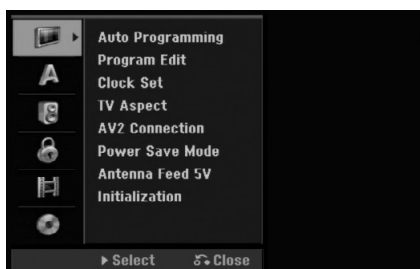 Auto Programming
Program Edit
Clock Set
TV Aspect
AV2 Connection
Power Save Mode
Antenna Feed 5V
Initialization
Select Close